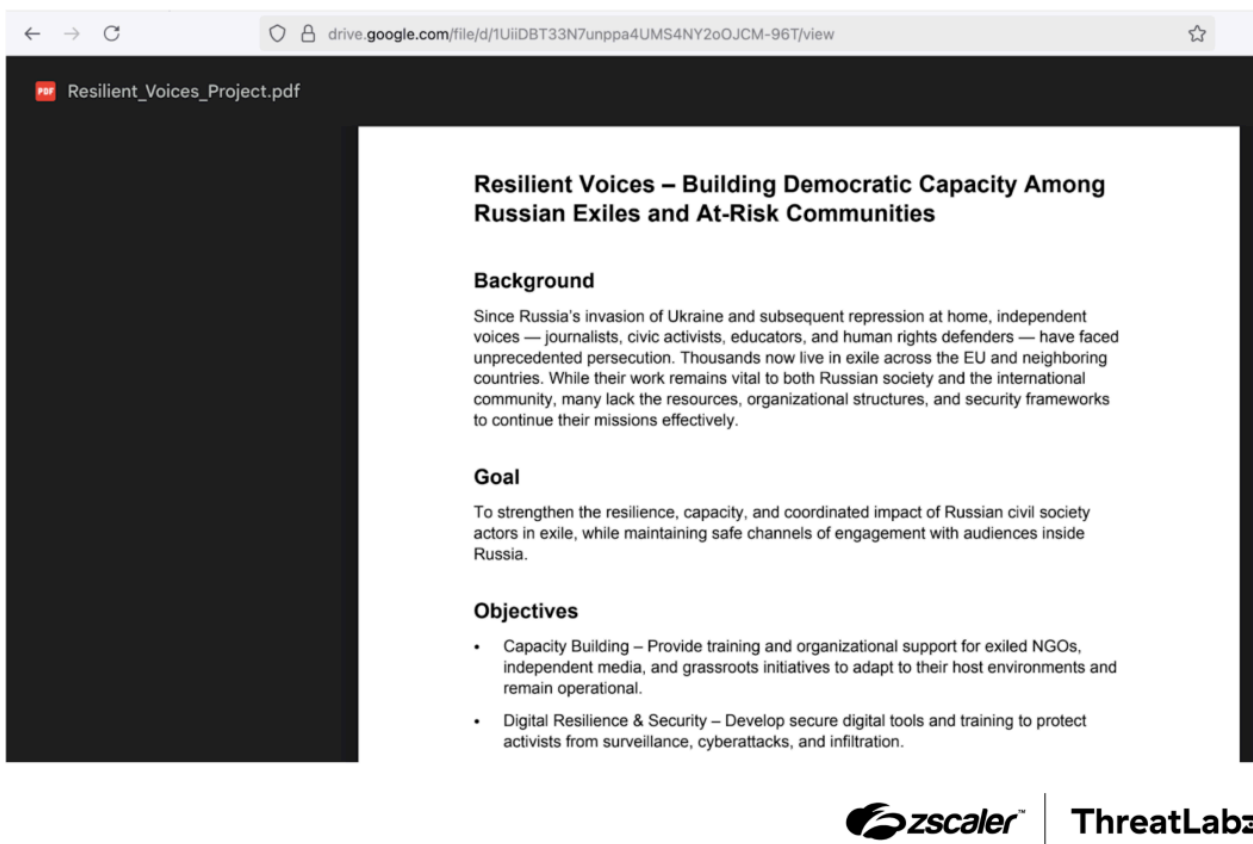 drive.google.com/file/d/1UiiDBT33N7unppa4UMS4NY2oOJCM-96T/view
PDF Resilient_Voices_Project.pdf
Resilient Voices – Building Democratic Capacity Among
Russian Exiles and At-Risk Communities
Background
Since Russia's invasion of Ukraine and subsequent repression at home, independent
voices — journalists, civic activists, educators, and human rights defenders — have faced
unprecedented persecution. Thousands now live in exile across the EU and neighboring
countries. While their work remains vital to both Russian society and the international
community, many lack the resources, organizational structures, and security frameworks
to continue their missions effectively.
Goal
To strengthen the resilience, capacity, and coordinated impact of Russian civil society
actors in exile, while maintaining safe channels of engagement with audiences inside
Russia.
Objectives
• Capacity Building – Provide training and organizational support for exiled NGOs,
independent media, and grassroots initiatives to adapt to their host environments and
remain operational.
• Digital Resilience & Security – Develop secure digital tools and training to protect
activists from surveillance, cyberattacks, and infiltration.
zscaler™ ThreatLabz